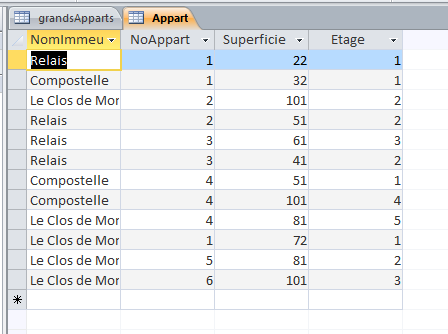 grandsApparts Appart
NomImmeu NoAppart Superficie Etage
Relais 1 22 1
Compostelle 1 32 1
Le Clos de Mor 2 101 2
Relais 2 51 2
Relais 3 61 3
Relais 3 41 2
Compostelle 4 51 1
Compostelle 4 101 4
Le Clos de Mor 4 81 5
Le Clos de Mor 1 72 1
Le Clos de Mor 5 81 2
Le Clos de Mor 6 101 3